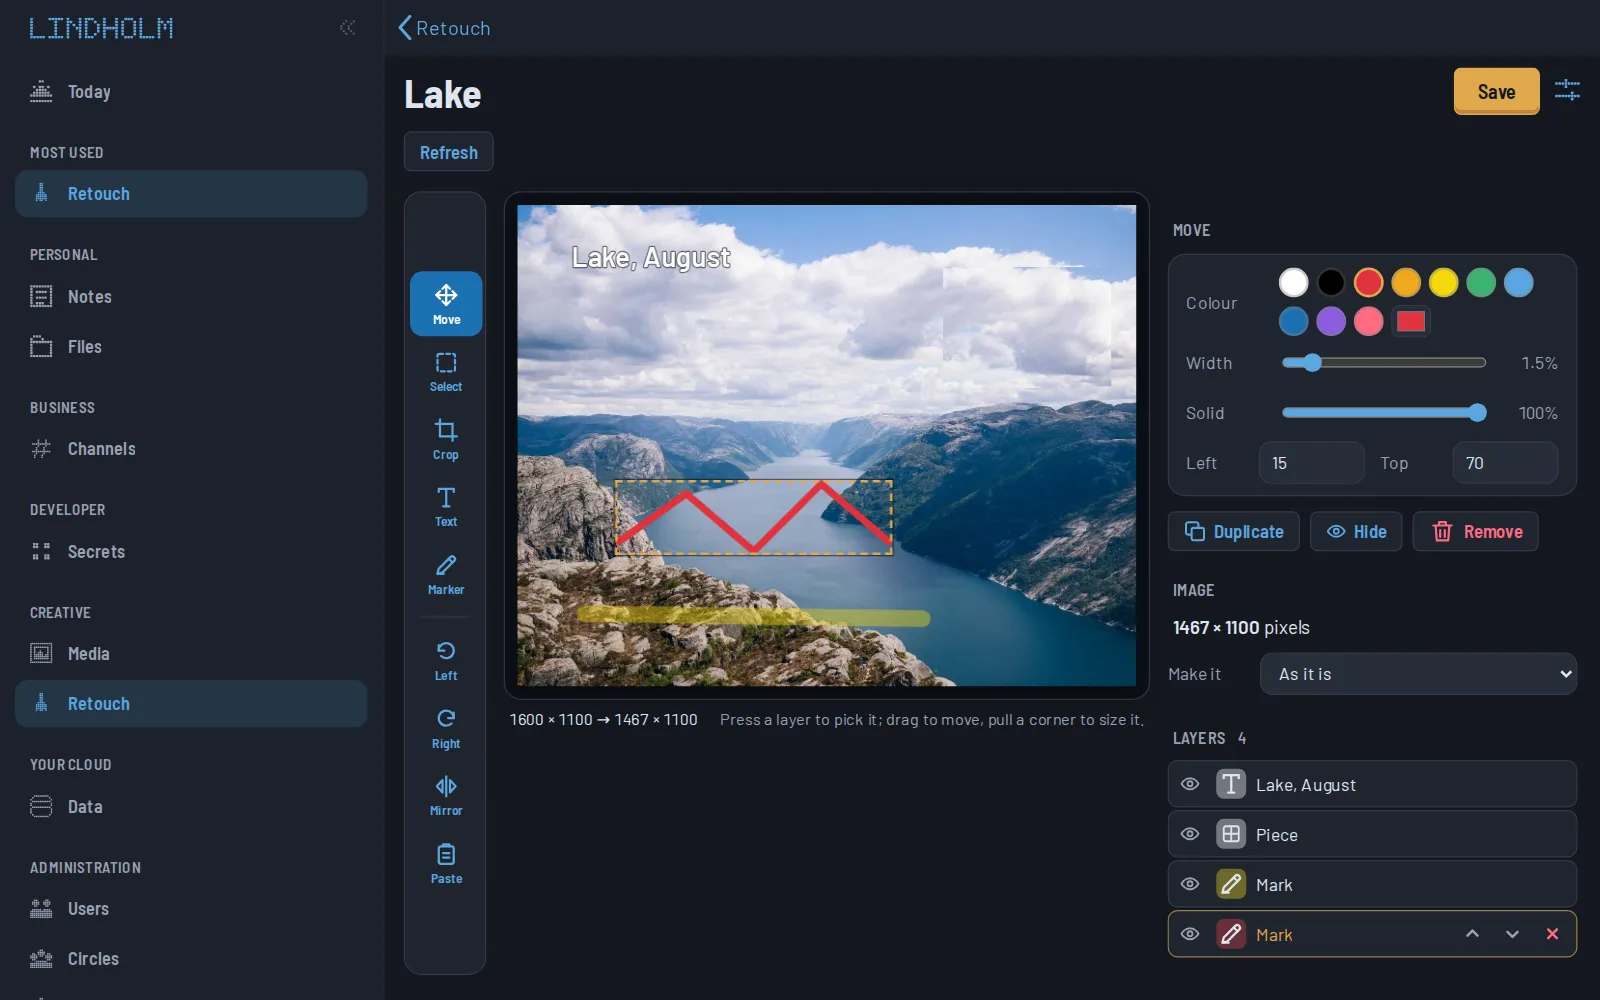 LINDHOLM
Today
MOST USED
Retouch
PERSONAL
Notes
Files
BUSINESS
Channels
DEVELOPER
Secrets
CREATIVE
Media
Retouch
YOUR CLOUD
Data
ADMINISTRATION
Users
Circles
Retouch
Lake
Save
Refresh
Move
Select
Crop
Text
Marker
Left
Right
Mirror
Paste
Lake, August
1600 × 1100 → 1467 × 1100 Press a layer to pick it; drag to move, pull a corner to size it.
MOVE
Colour
Width 1.5%
Solid 100%
Left 15 Top 70
Duplicate Hide Remove
IMAGE
1467 × 1100 pixels
Make it As it is
LAYERS 4
Lake, August
Piece
Mark
Mark